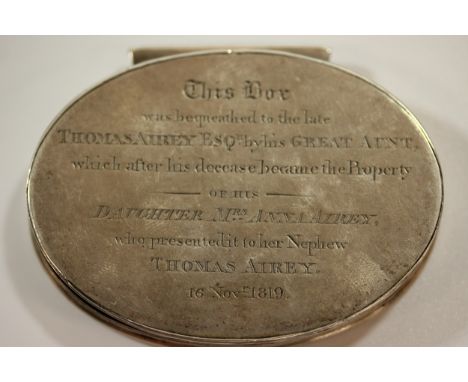 This Box
was bequeathed to the late
THOMAS AIREY ESQR. by his GREAT AUNT,
which after his decease became the Property
OF HIS
DAUGHTER MRS. ANNA AIREY,
who presented it to her Nephew
THOMAS AIREY.
16 Novr. 1819.